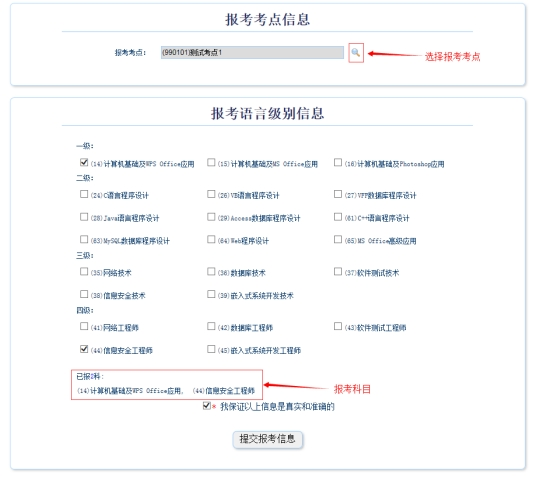 报考考点信息
报考考点： (990101)测试考点1
选择报考考点
报考语言级别信息
一级：
(14)计算机基础及WPS Office应用 (15)计算机基础及MS Office应用 (16)计算机基础及Photoshop应用
二级：
(24)C语言程序设计 (26)VB语言程序设计 (27)VFP数据库程序设计
(28)Java语言程序设计 (29)Access数据库程序设计 (61)C++语言程序设计
(63)MySQL数据库程序设计 (64)Web程序设计 (65)MS Office高级应用
三级：
(35)网络技术 (36)数据库技术 (37)软件测试技术
(38)信息安全技术 (39)嵌入式系统开发技术
四级：
(41)网络工程师 (42)数据库工程师 (43)软件测试工程师
(44)信息安全工程师 (45)嵌入式系统开发工程师
已报2科：
(14)计算机基础及WPS Office应用, (44)信息安全工程师
报考科目
* 我保证以上信息是真实和准确的
提交报考信息